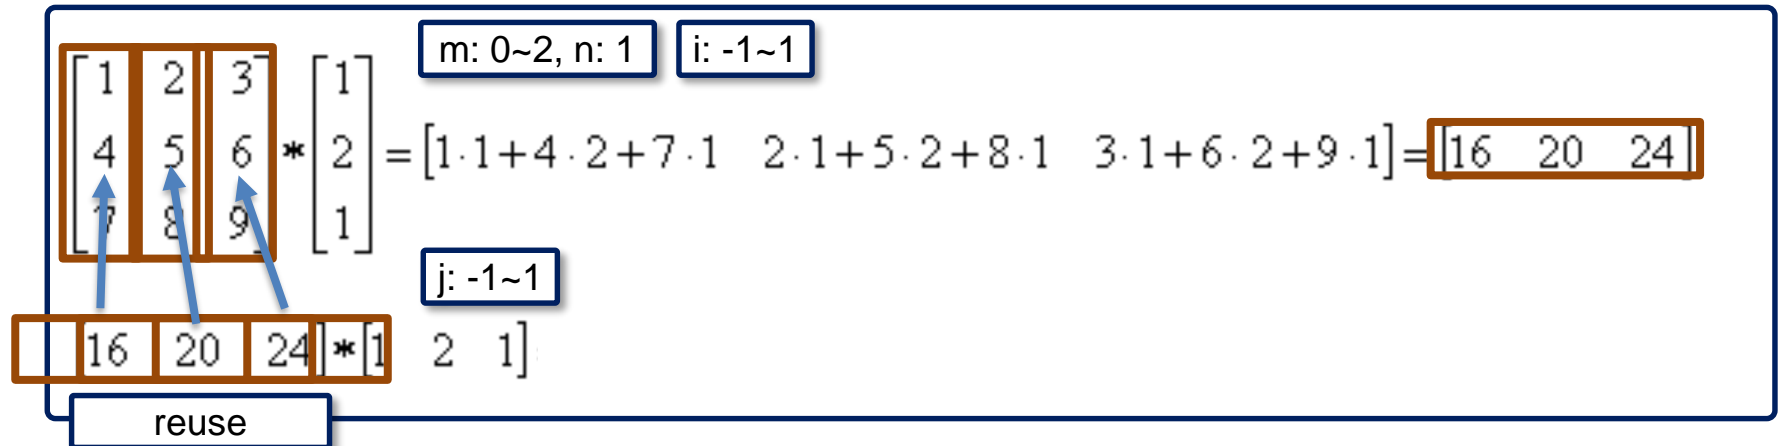 m: 0~2, n: 1 i: -1~1
[1 2 3
4 5 6
7 8 9] * [1
2
1] = [1·1+4·2+7·1 2·1+5·2+8·1 3·1+6·2+9·1] = [16 20 24]
j: -1~1
[16 20 24] * [1 2 1]
reuse